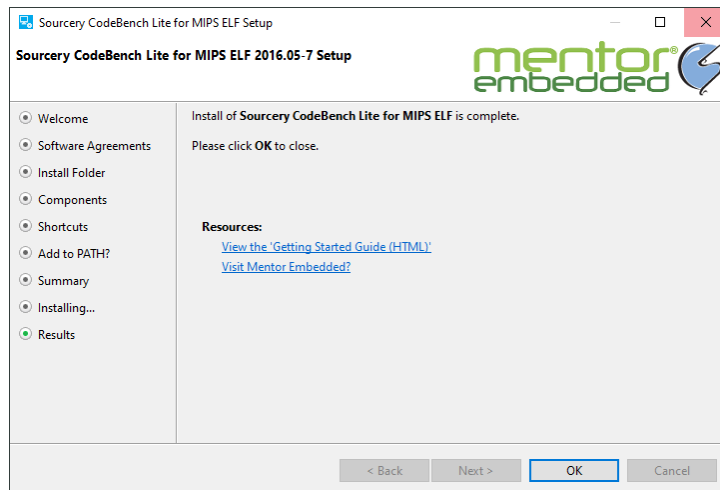 Sourcery CodeBench Lite for MIPS ELF Setup
Sourcery CodeBench Lite for MIPS ELF 2016.05-7 Setup
mentor®
embedded
Welcome
Software Agreements
Install Folder
Components
Shortcuts
Add to PATH?
Summary
Installing...
Results
Install of Sourcery CodeBench Lite for MIPS ELF is complete.
Please click OK to close.
Resources:
View the 'Getting Started Guide (HTML)'
Visit Mentor Embedded?
< Back Next > OK Cancel